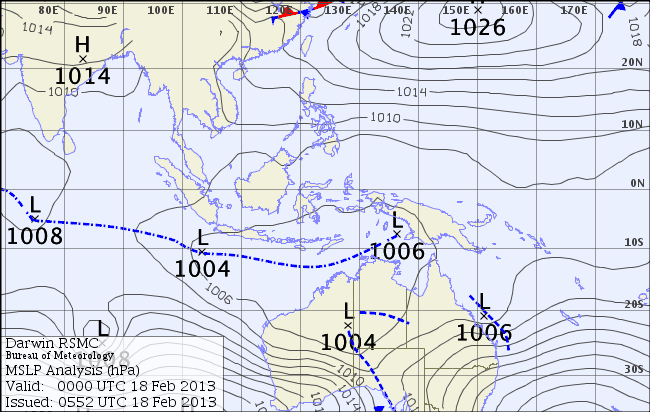 80E 90E 100E 110E 120E 130E 140E 150E 160E 170E
1014
1018
1026
1018
H
1014
1010
1026
20N
1014
1010
10N
0N
L
1008
L
1004
L
1006
10S
1006
L
1004
L
1006
20S
L
30S
1010
Darwin RSMC
Bureau of Meteorology
MSLP Analysis (hPa)
Valid: 0000 UTC 18 Feb 2013
Issued: 0552 UTC 18 Feb 2013